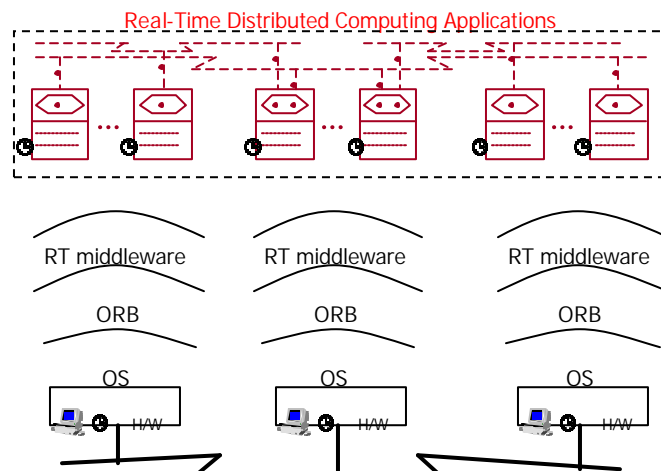 Real-Time Distributed Computing Applications
... ... ...
RT middleware RT middleware RT middleware
ORB ORB ORB
OS OS OS
H/W H/W H/W